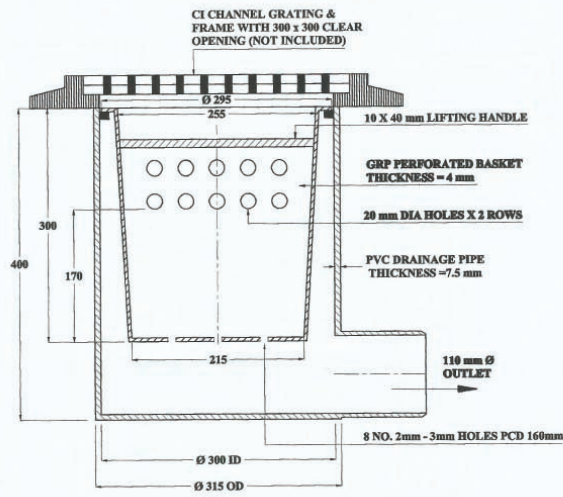 CI CHANNEL GRATING &
FRAME WITH 300 x 300 CLEAR
OPENING (NOT INCLUDED)
Ø 295
255
10 X 40 mm LIFTING HANDLE
GRP PERFORATED BASKET
THICKNESS = 4 mm
20 mm DIA HOLES X 2 ROWS
300
400
170
PVC DRAINAGE PIPE
THICKNESS =7.5 mm
215
110 mm Ø
OUTLET
8 NO. 2mm - 3mm HOLES PCD 160mm
Ø 300 ID
Ø 315 OD